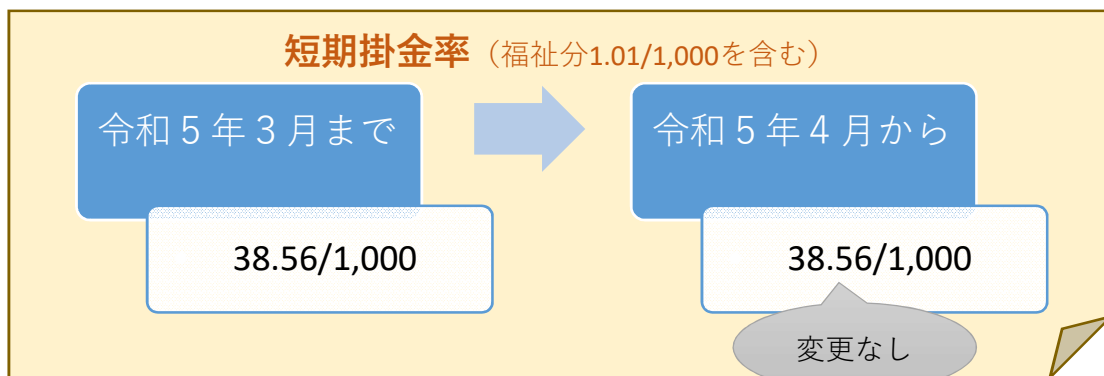 短期掛金率（福祉分1.01/1,000を含む）
令和５年３月まで
38.56/1,000
令和５年４月から
38.56/1,000
変更なし